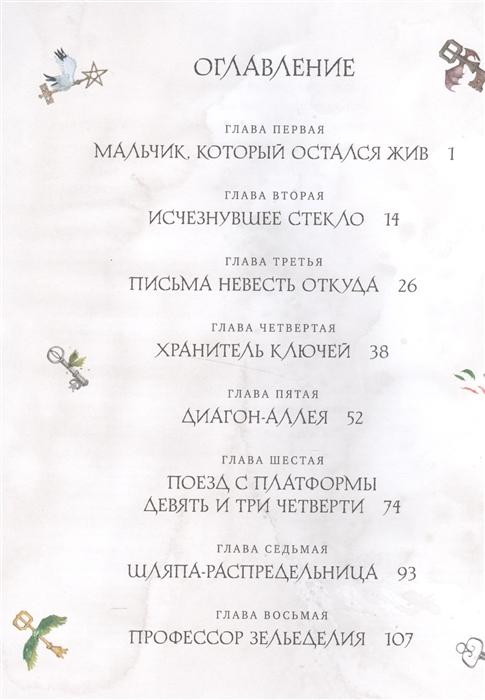 ОГЛАВЛЕНИЕ
ГЛАВА ПЕРВАЯ
МАЛЬЧИК, КОТОРЫЙ ОСТАЛСЯ ЖИВ 1
ГЛАВА ВТОРАЯ
ИСЧЕЗНУВШЕЕ СТЕКЛО 14
ГЛАВА ТРЕТЬЯ
ПИСЬМА НЕВЕСТЬ ОТКУДА 26
ГЛАВА ЧЕТВЕРТАЯ
ХРАНИТЕЛЬ КЛЮЧЕЙ 38
ГЛАВА ПЯТАЯ
ДИАГОН-АЛЛЕЯ 52
ГЛАВА ШЕСТАЯ
ПОЕЗД С ПЛАТФОРМЫ
ДЕВЯТЬ И ТРИ ЧЕТВЕРТИ 74
ГЛАВА СЕДЬМАЯ
ШЛЯПА-РАСПРЕДЕЛЬНИЦА 93
ГЛАВА ВОСЬМАЯ
ПРОФЕССОР ЗЕЛЬЕДЕЛИЯ 107